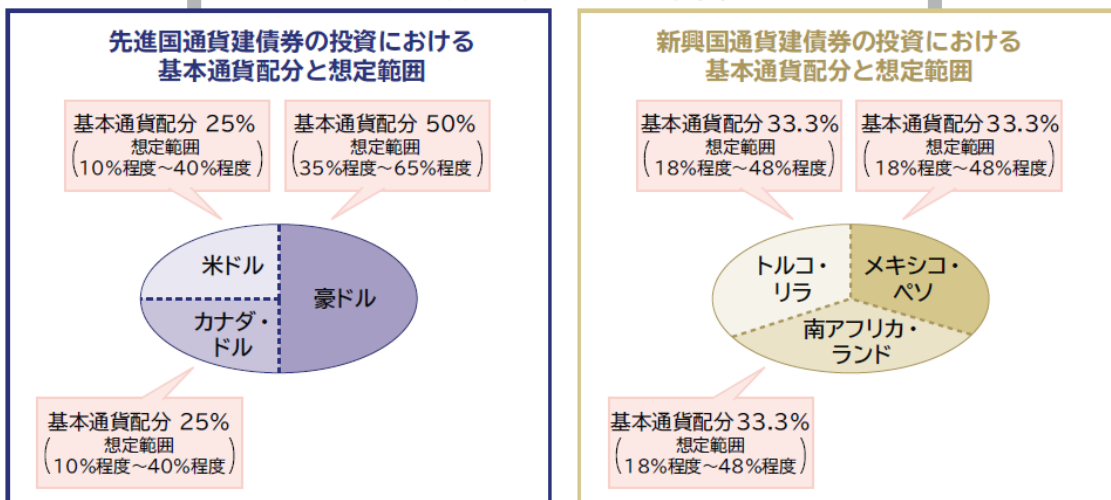 先進国通貨建債券の投資における
基本通貨配分と想定範囲
基本通貨配分 25%
想定範囲
(10%程度～40%程度)
基本通貨配分 50%
想定範囲
(35%程度～65%程度)
米ドル
豪ドル
カナダ・
ドル
基本通貨配分 25%
想定範囲
(10%程度～40%程度)
新興国通貨建債券の投資における
基本通貨配分と想定範囲
基本通貨配分33.3%
想定範囲
(18%程度～48%程度)
基本通貨配分33.3%
想定範囲
(18%程度～48%程度)
トルコ・
リラ
メキシコ・
ペソ
南アフリカ・
ランド
基本通貨配分33.3%
想定範囲
(18%程度～48%程度)